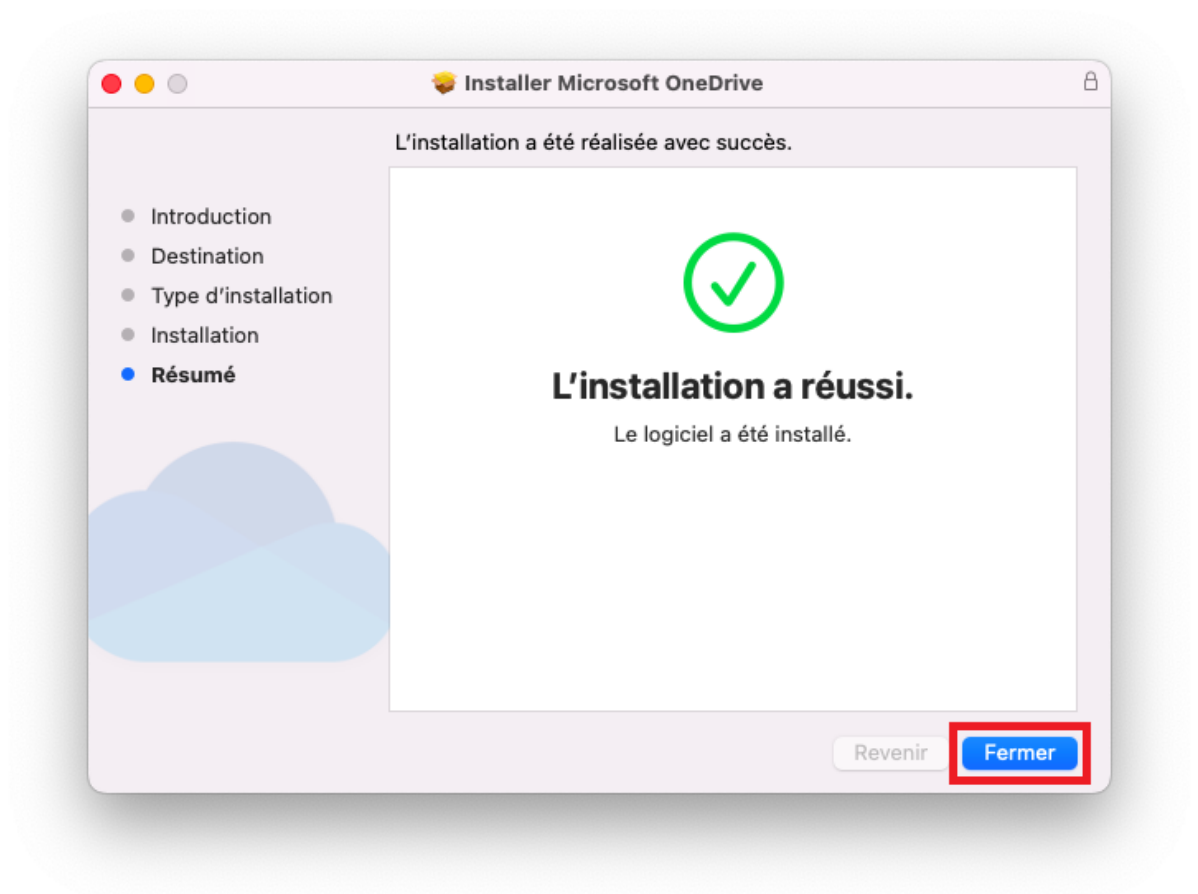 Installer Microsoft OneDrive
L’installation a été réalisée avec succès.
Introduction
Destination
Type d’installation
Installation
Résumé
L’installation a réussi.
Le logiciel a été installé.
Revenir
Fermer